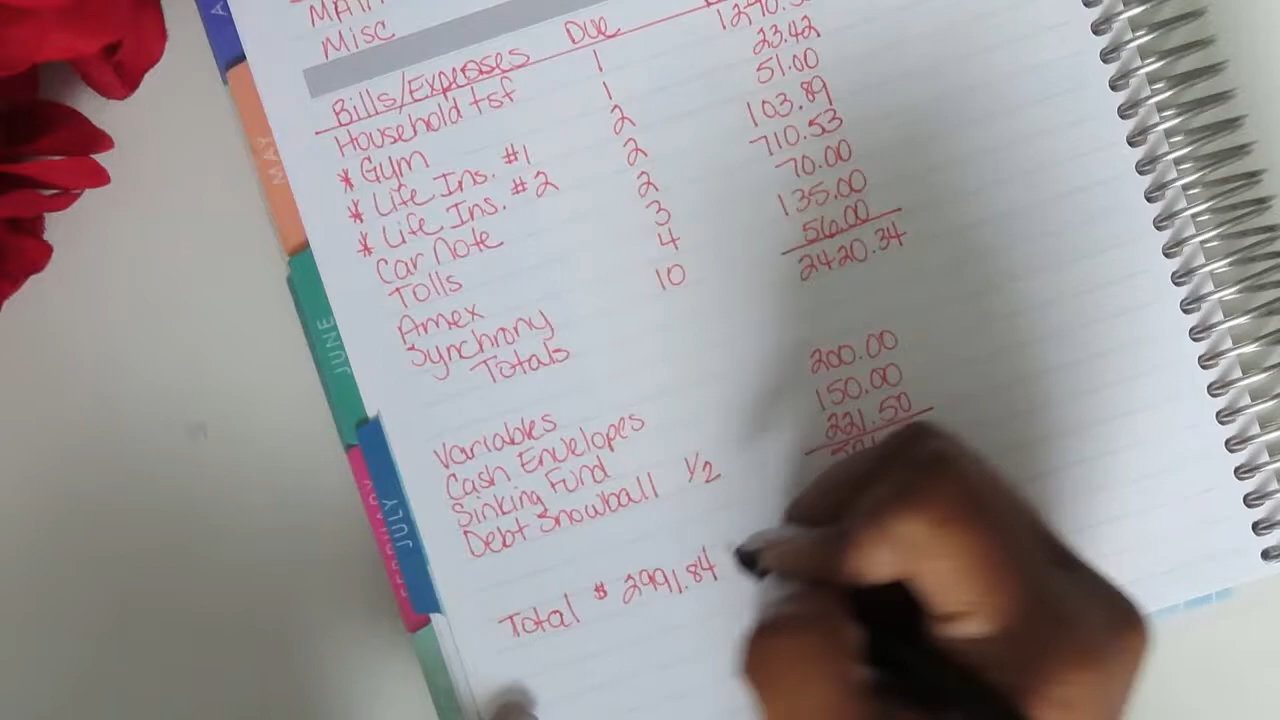 Misc
Bills/Expenses Due
Household tsf 1
* Gym 1 23.42
* Life Ins. #1 2 51.00
* Life Ins. #2 2 103.89
Car Note 2 710.53
Tolls 3 70.00
Amex 4 135.00
Synchrony 10 56.00
Totals 2420.34
Variables
Cash Envelopes 200.00
Sinking Fund 150.00
Debt Snowball 1/2 221.50
Total $ 2991.84
MAY
JUNE
JULY